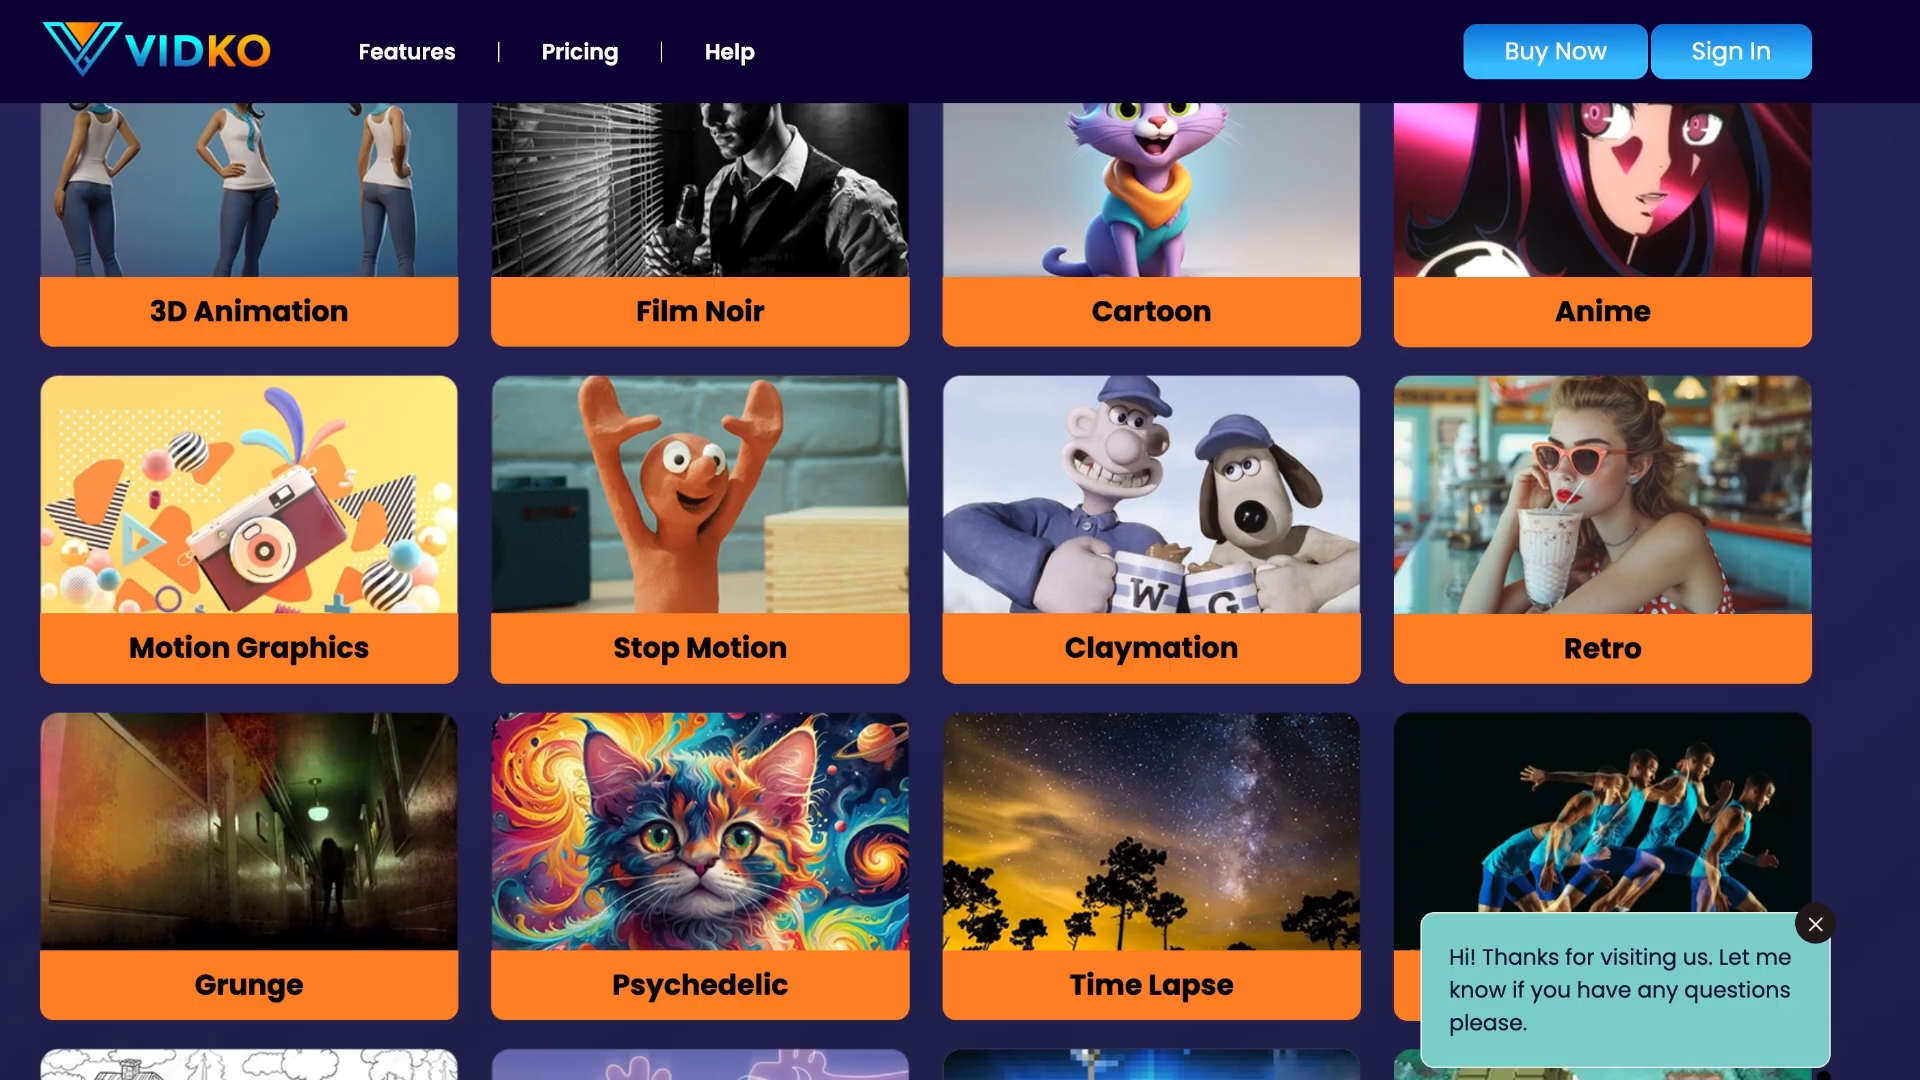 VIDKO
Features | Pricing | Help
Buy Now
Sign In
3D Animation
Film Noir
Cartoon
Anime
Motion Graphics
Stop Motion
W G
Claymation
Retro
Grunge
Psychedelic
Time Lapse
Hi! Thanks for visiting us. Let me
know if you have any questions
please.